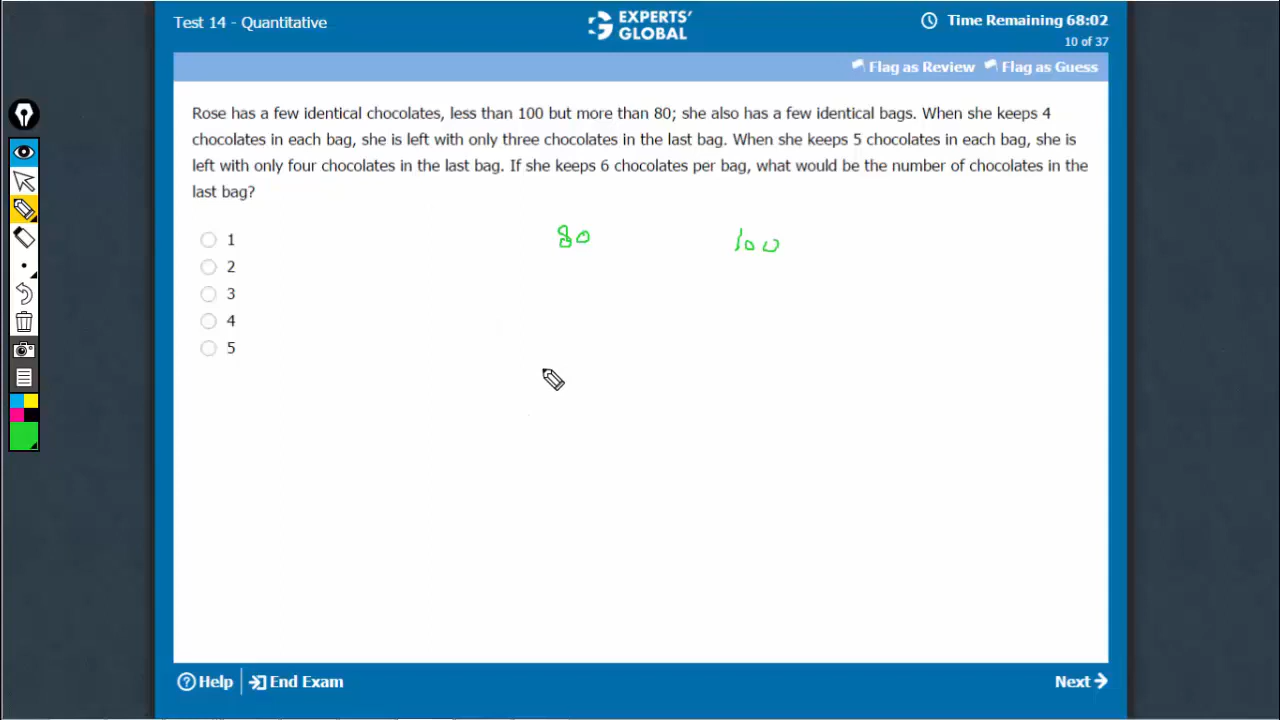 Test 14 - Quantitative
EXPERTS'
GLOBAL
Time Remaining 68:02
10 of 37
Flag as Review Flag as Guess
Rose has a few identical chocolates, less than 100 but more than 80; she also has a few identical bags. When she keeps 4
chocolates in each bag, she is left with only three chocolates in the last bag. When she keeps 5 chocolates in each bag, she is
left with only four chocolates in the last bag. If she keeps 6 chocolates per bag, what would be the number of chocolates in the
last bag?
80 100
1
2
3
4
5
Help End Exam
Next